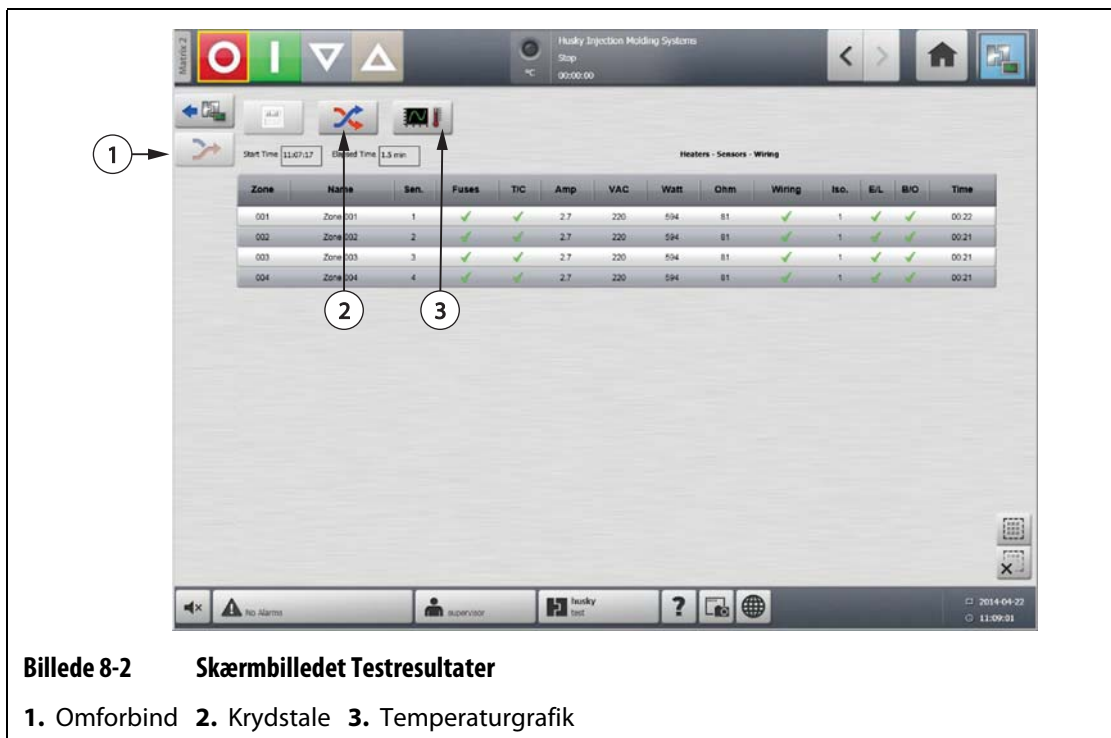 Matrix 2
Husky Injection Molding Systems
Stop
°C 00:00:00
1
Start Time 11:07:17 Elapsed Time 1.5 min Heaters - Sensors - Wiring
Zone Name Sen. Fuses T/C Amp VAC Watt Ohm Wiring Iso. E/L B/O Time
001 Zone 001 1 ✓ ✓ 2.7 220 594 81 ✓ 1 ✓ ✓ 00:22
002 Zone 002 2 ✓ ✓ 2.7 220 594 81 ✓ 1 ✓ ✓ 00:21
003 Zone 003 3 ✓ ✓ 2.7 220 594 81 ✓ 1 ✓ ✓ 00:21
004 Zone 004 4 ✓ ✓ 2.7 220 594 81 ✓ 1 ✓ ✓ 00:21
2 3
No Alarms supervisor husky ? 2014-04-22
test 11:09:01
Billede 8-2 Skærmbilledet Testresultater
1. Omforbind 2. Krydstale 3. Temperaturgrafik